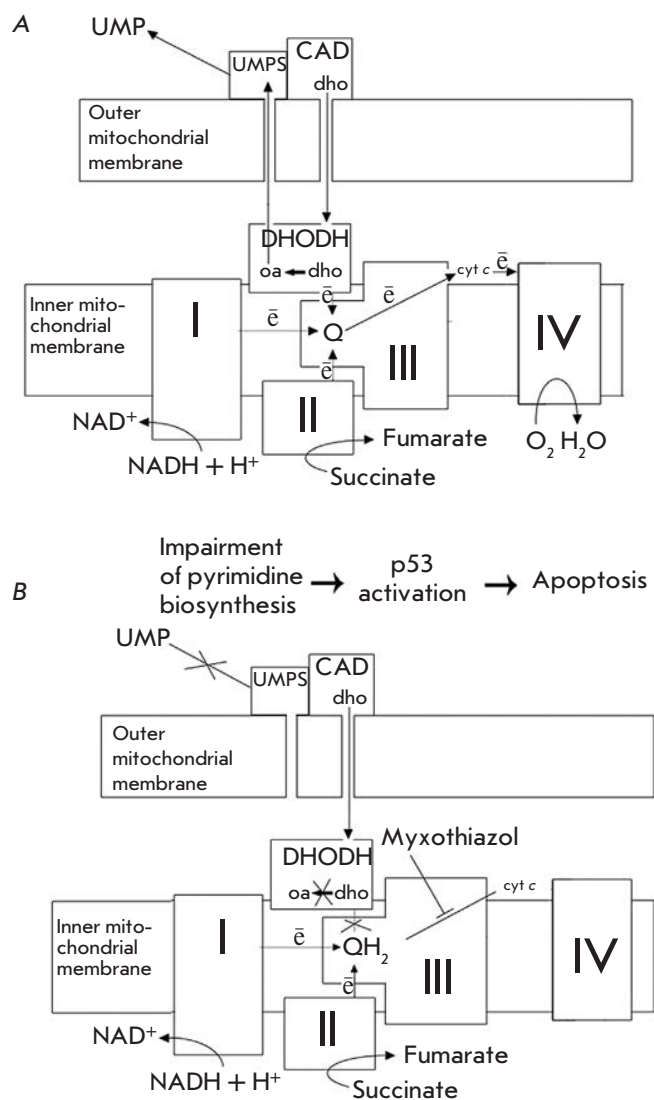 A
UMP
CAD
UMPS
dho
Outer
mitochondrial
membrane
DHODH
oa
dho
cyt c
ē
ē
ē
ē
ē
Inner mito-
chondrial
membrane
I
Q
III
IV
II
NAD⁺
NADH + H⁺
Fumarate
Succinate
O₂ H₂O
B
Impairment
of pyrimidine
biosynthesis
p53
activation
Apoptosis
UMP
CAD
UMPS
dho
Outer
mitochondrial
membrane
Myxothiazol
DHODH
oa
dho
cyt c
Inner mito-
chondrial
membrane
I
ē
QH₂
ē
III
IV
II
NAD⁺
NADH + H⁺
Fumarate
Succinate